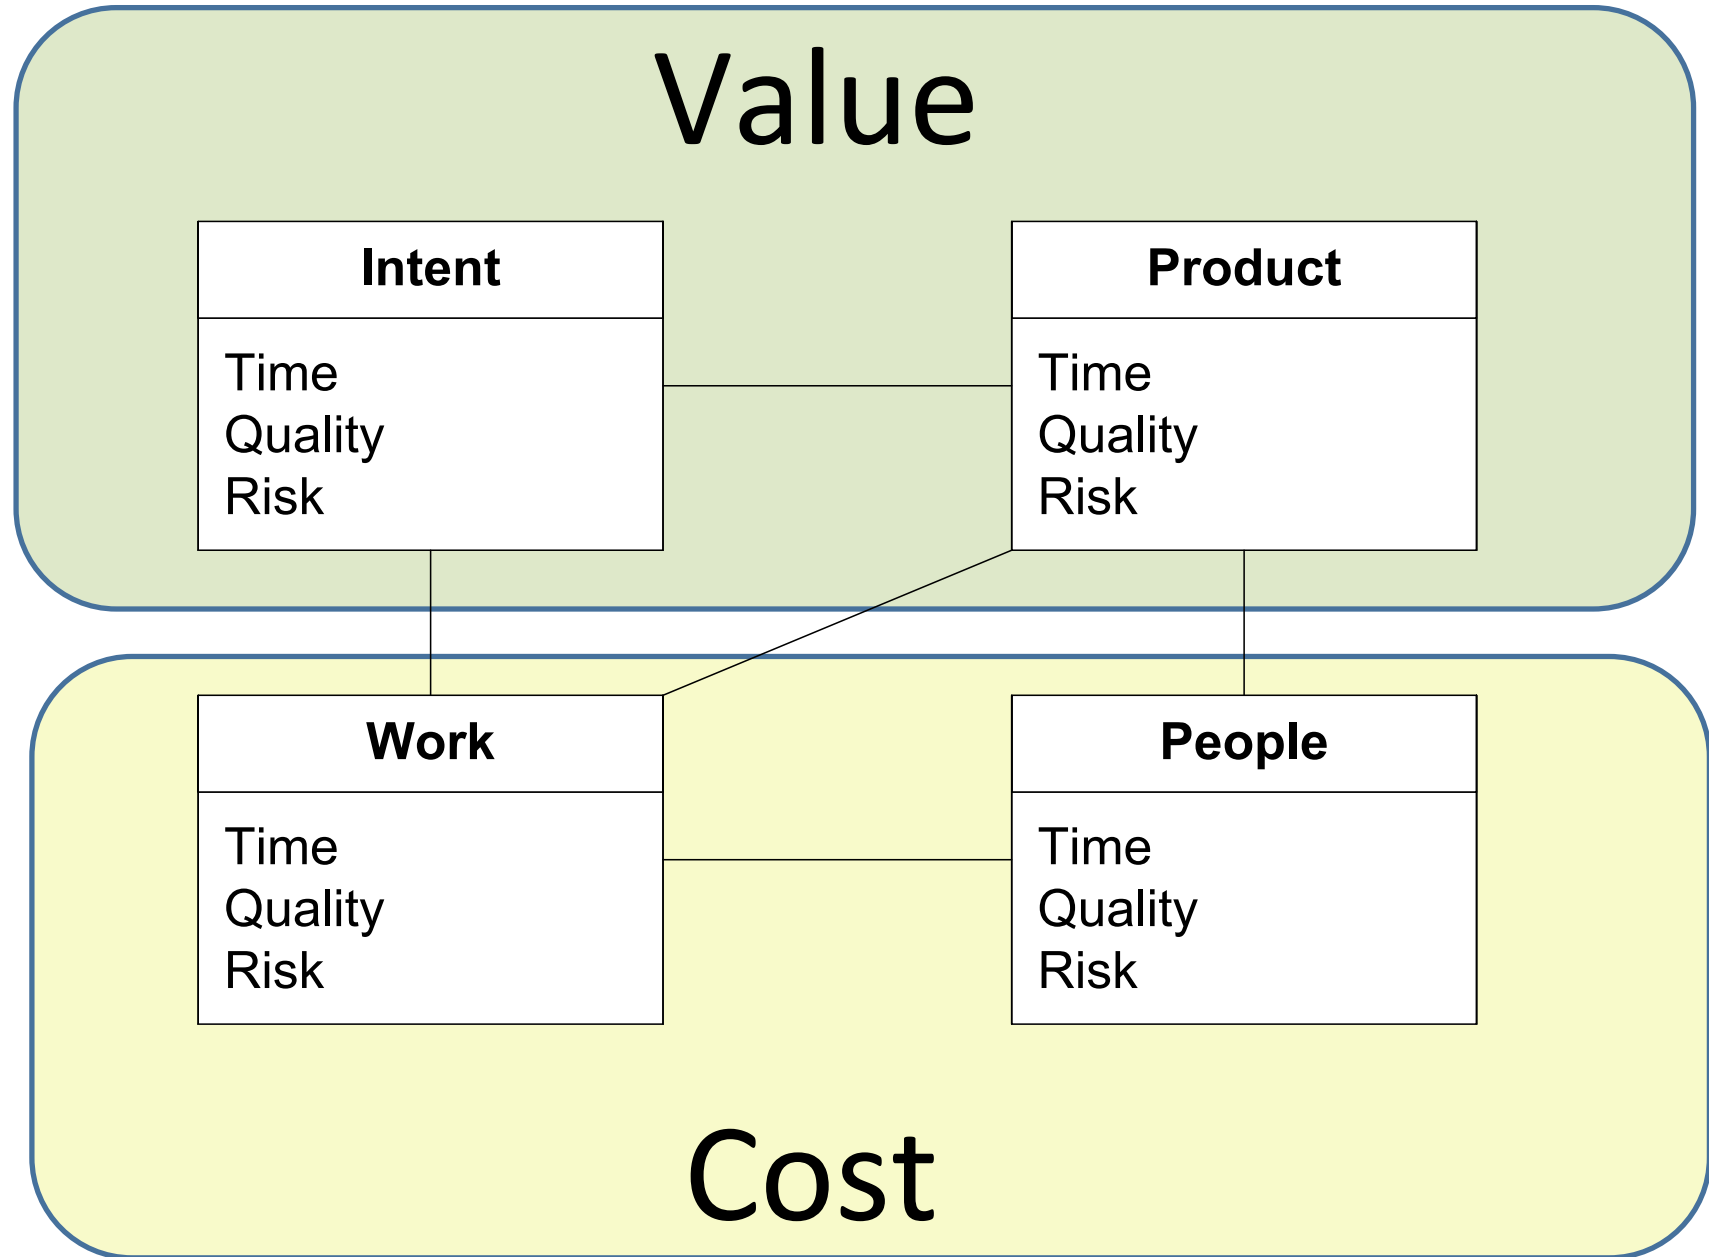 Value
Intent
Time
Quality
Risk
Product
Time
Quality
Risk
Work
Time
Quality
Risk
People
Time
Quality
Risk
Cost